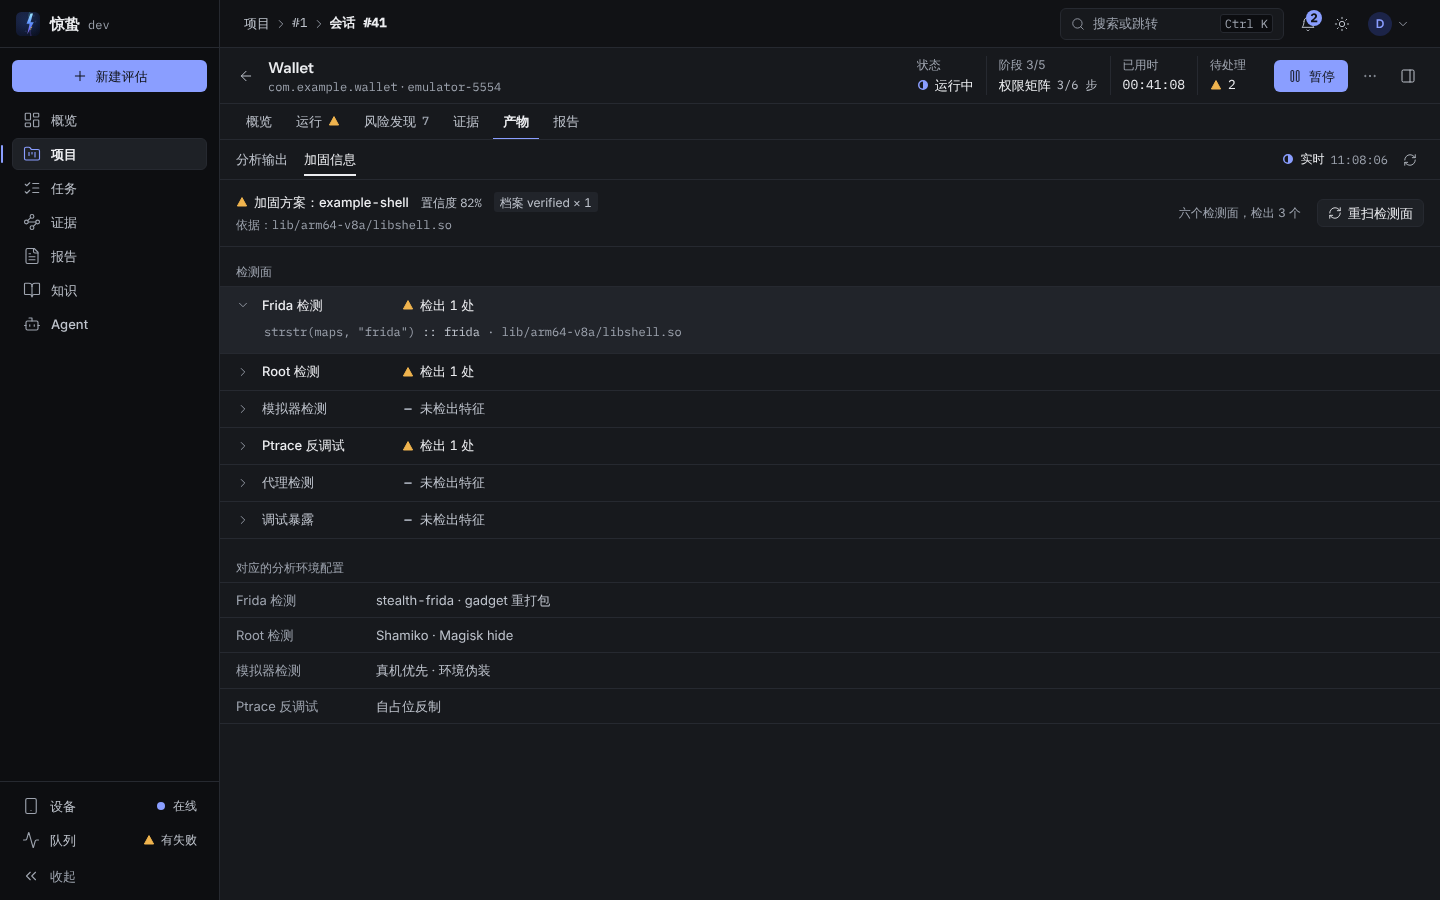 惊蛰 dev
项目 > #1 > 会话 #41
搜索或跳转 Ctrl K
2
D
新建评估
概览
项目
任务
证据
报告
知识
Agent
设备 在线
队列 有失败
收起
Wallet
com.example.wallet · emulator-5554
状态
运行中
阶段 3/5
权限矩阵 3/6 步
已用时
00:41:08
待处理
2
暂停
概览 运行 风险发现 7 证据 产物 报告
分析输出 加固信息
实时 11:08:06
加固方案：example-shell 置信度 82% 档案 verified × 1
依据：lib/arm64-v8a/libshell.so
六个检测面，检出 3 个
重扫检测面
检测面
Frida 检测 检出 1 处
strstr(maps, "frida") :: frida · lib/arm64-v8a/libshell.so
Root 检测 检出 1 处
模拟器检测 – 未检出特征
Ptrace 反调试 检出 1 处
代理检测 – 未检出特征
调试暴露 – 未检出特征
对应的分析环境配置
Frida 检测 stealth-frida · gadget 重打包
Root 检测 Shamiko · Magisk hide
模拟器检测 真机优先 · 环境伪装
Ptrace 反调试 自占位反制